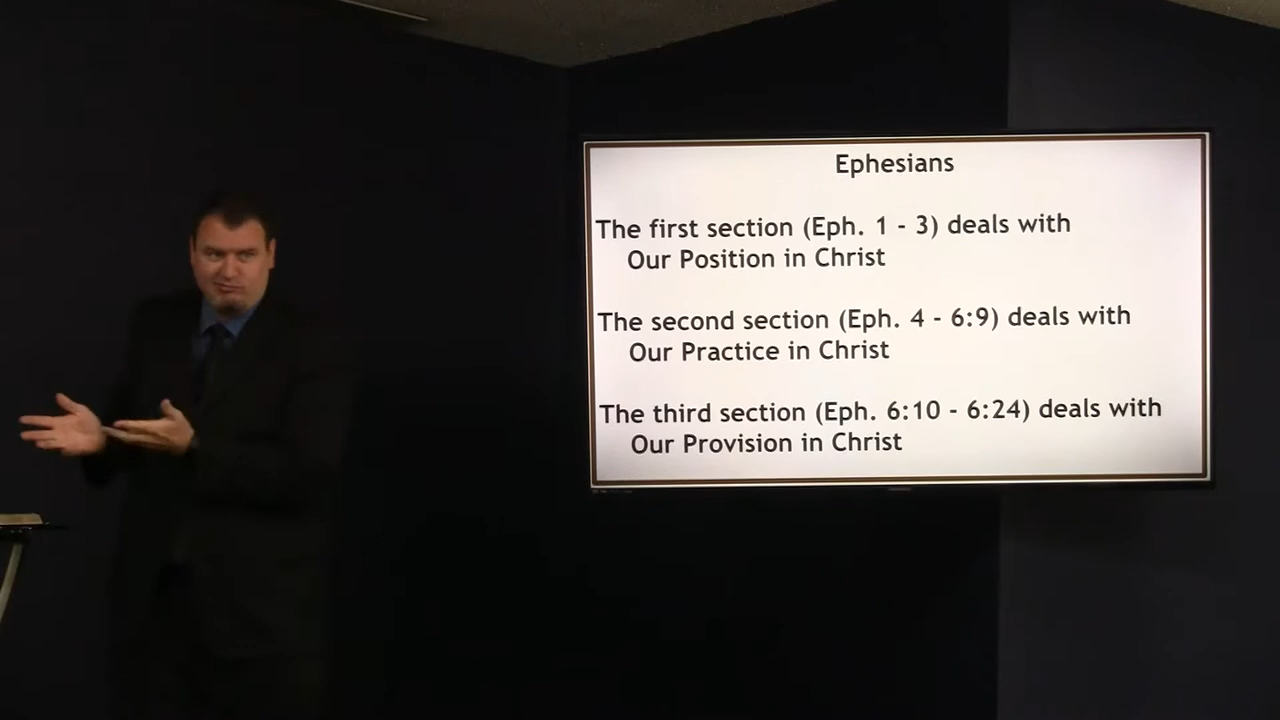 Ephesians
The first section (Eph. 1 - 3) deals with
Our Position in Christ
The second section (Eph. 4 - 6:9) deals with
Our Practice in Christ
The third section (Eph. 6:10 - 6:24) deals with
Our Provision in Christ